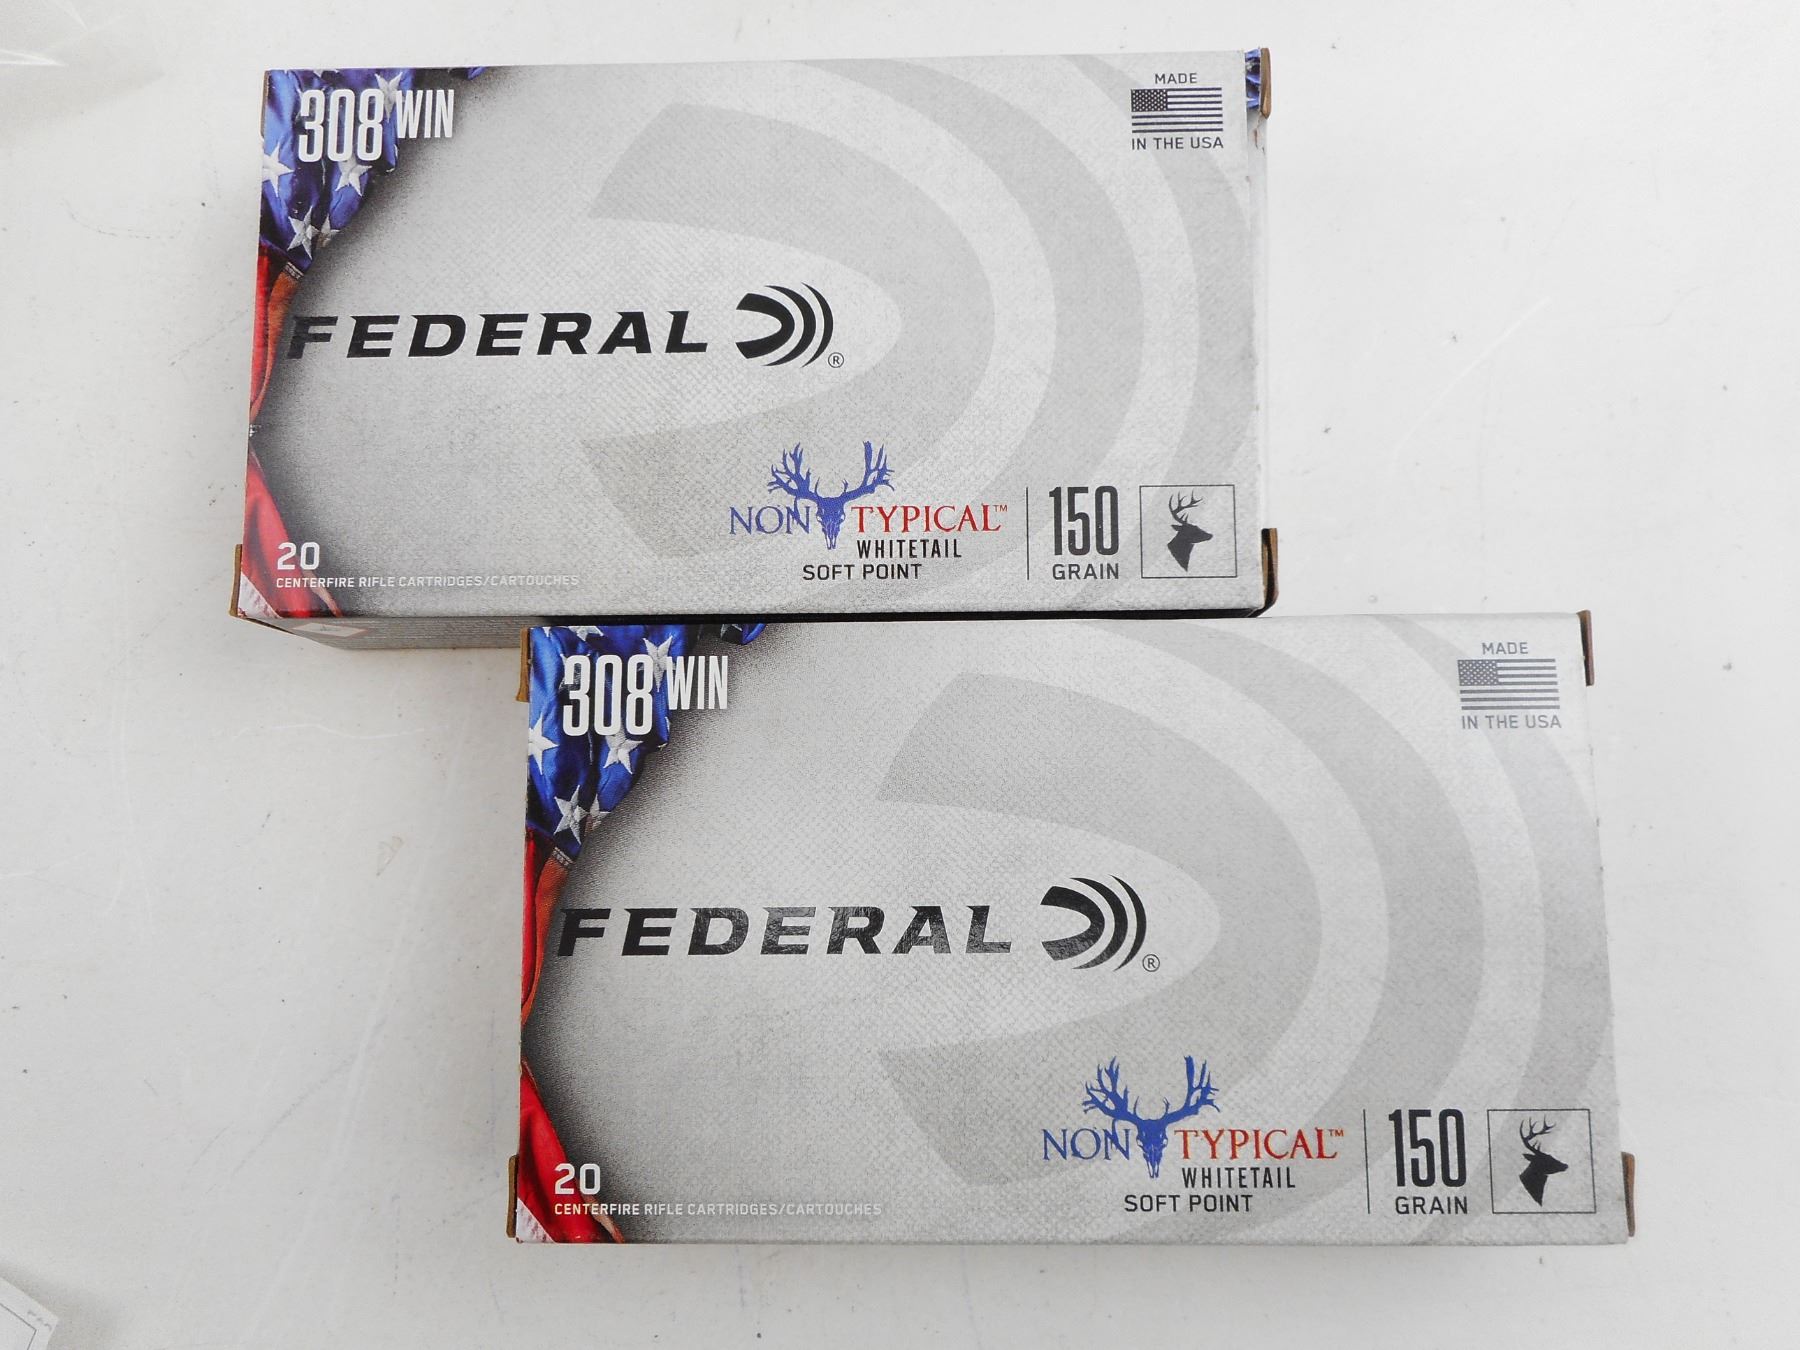 308 WIN
MADE
IN THE USA
FEDERAL ®
NON TYPICAL™
WHITETAIL
SOFT POINT
150
GRAIN
20
CENTERFIRE RIFLE CARTRIDGES/CARTOUCHES
308 WIN
MADE
IN THE USA
FEDERAL ®
NON TYPICAL™
WHITETAIL
SOFT POINT
150
GRAIN
20
CENTERFIRE RIFLE CARTRIDGES/CARTOUCHES